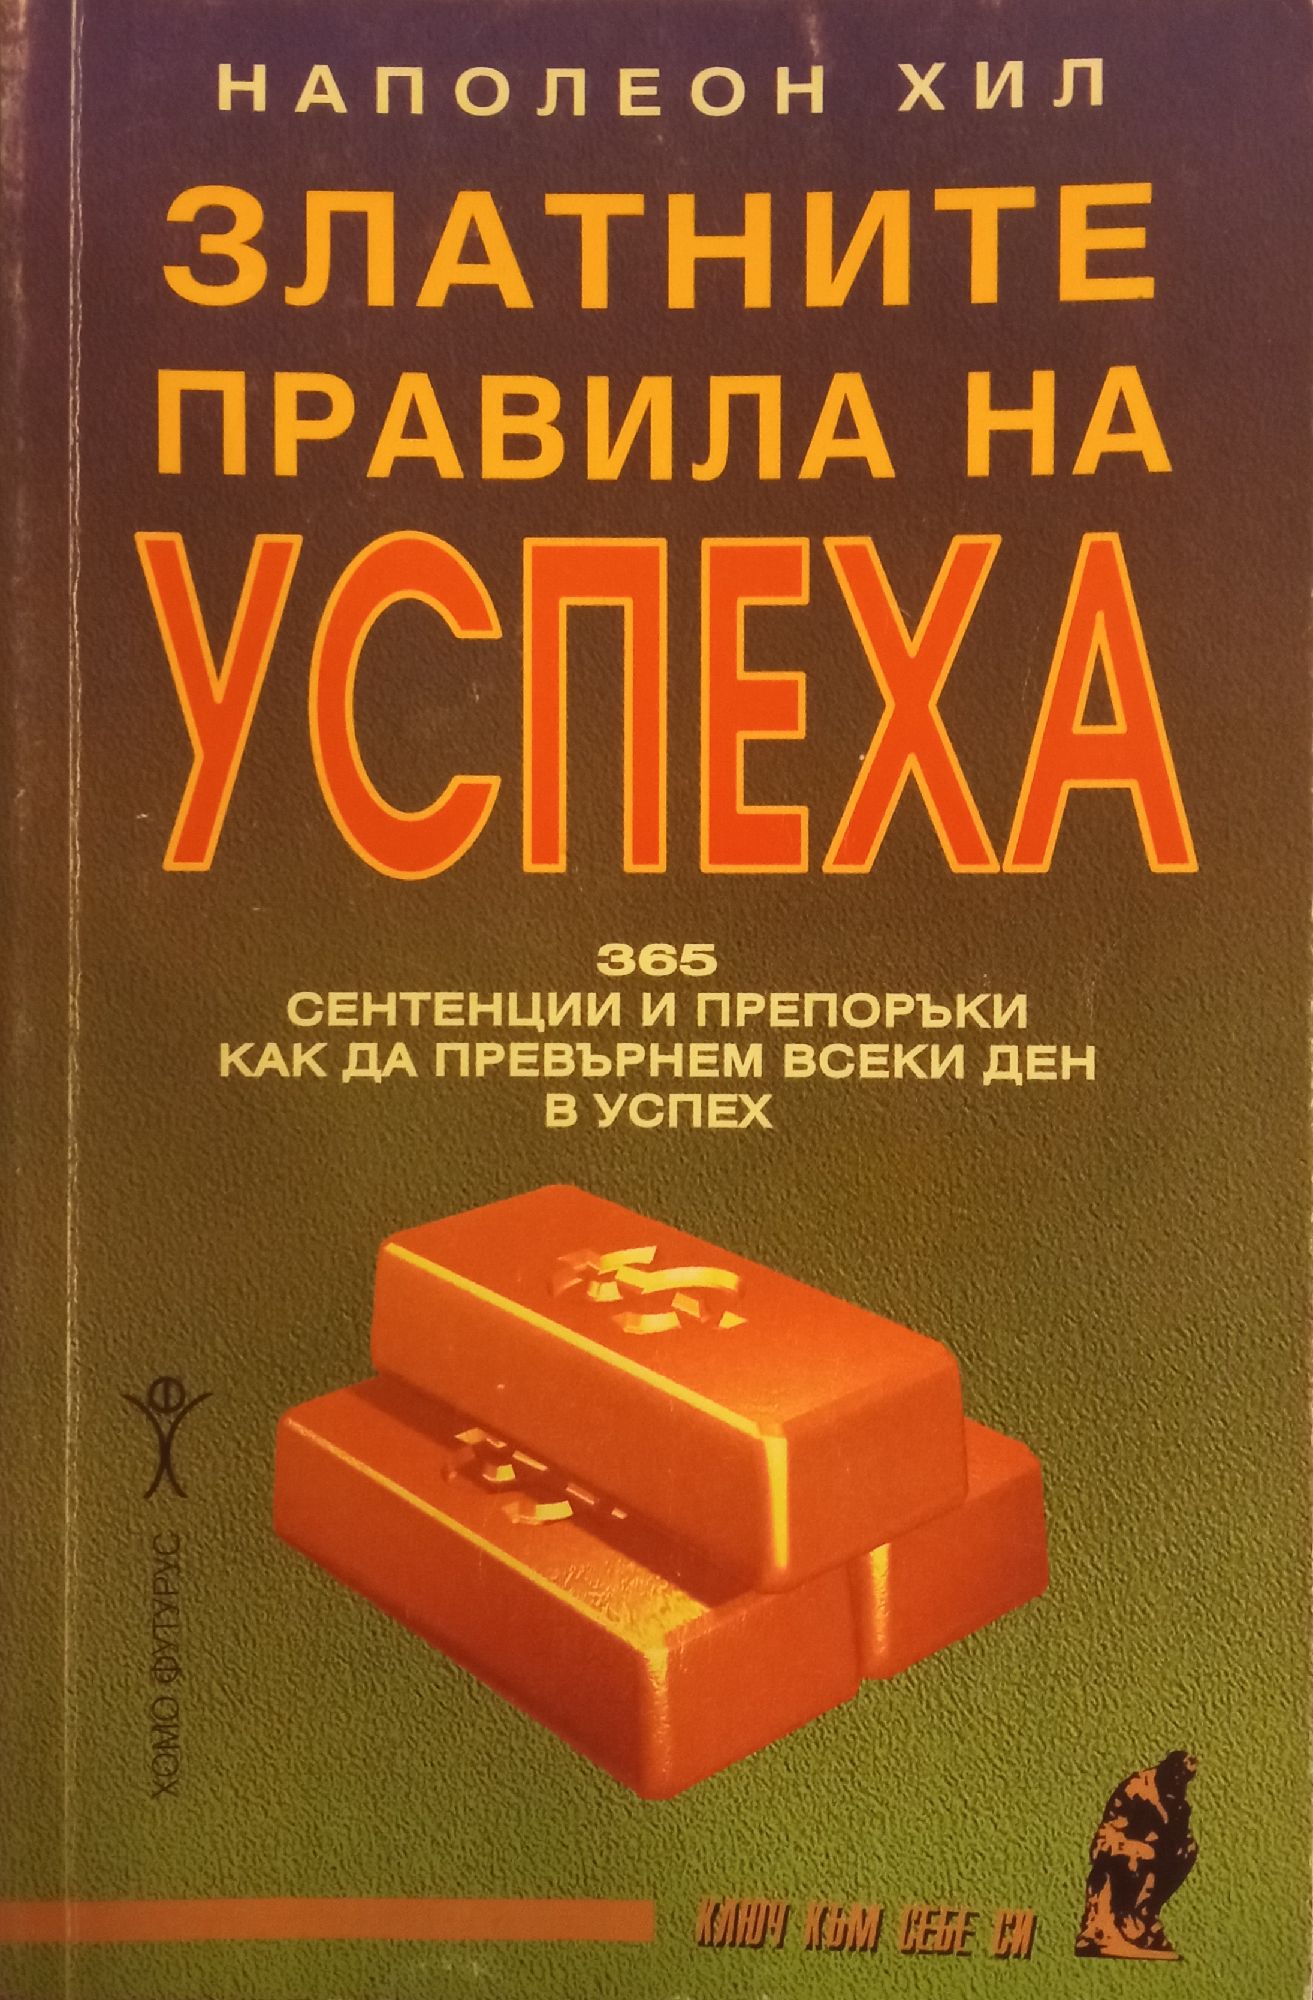 НАПОЛЕОН ХИЛ
ЗЛАТНИТЕ
ПРАВИЛА НА
УСПЕХА
365
СЕНТЕНЦИИ И ПРЕПОРЪКИ
КАК ДА ПРЕВЪРНЕМ ВСЕКИ ДЕН
В УСПЕХ
ХОМО ФУТУРУС
КЛЮЧ КЪМ СЕБЕ СИ